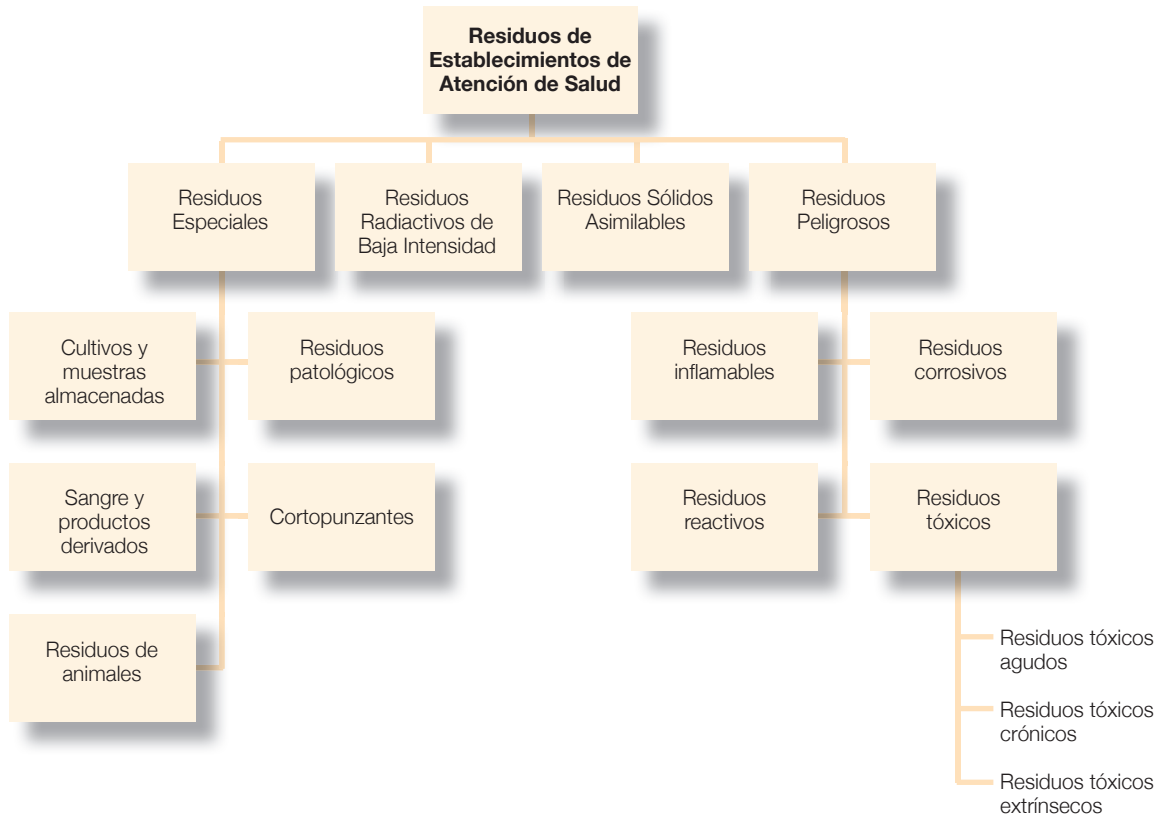 Residuos de
Establecimientos de
Atención de Salud
Residuos
Especiales
Residuos
Radiactivos de
Baja Intensidad
Residuos Sólidos
Asimilables
Residuos
Peligrosos
Cultivos y
muestras
almacenadas
Residuos
patológicos
Residuos
inflamables
Residuos
corrosivos
Sangre y
productos
derivados
Cortopunzantes
Residuos
reactivos
Residuos
tóxicos
Residuos de
animales
Residuos tóxicos
agudos
Residuos tóxicos
crónicos
Residuos tóxicos
extrínsecos